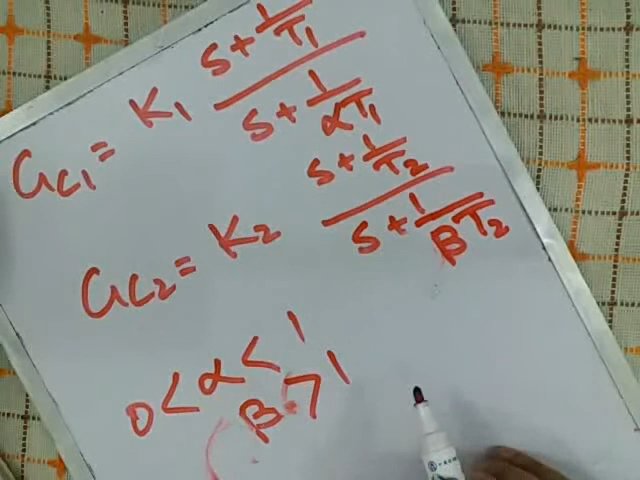 Gc1 = K1 (s + 1/T1) / (s + 1/αT1)
Gc2 = K2 (s + 1/T2) / (s + 1/βT2)
0 < α < 1
β > 1